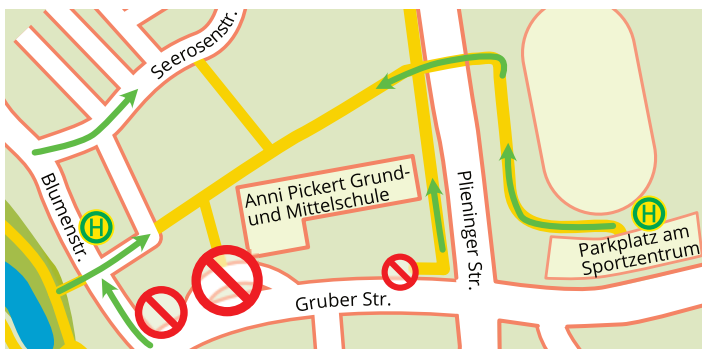 Seerosenstr.
Blumenstr.
H
Anni Pickert Grund-
und Mittelschule
Plieninger Str.
H
Parkplatz am
Sportzentrum
Gruber Str.